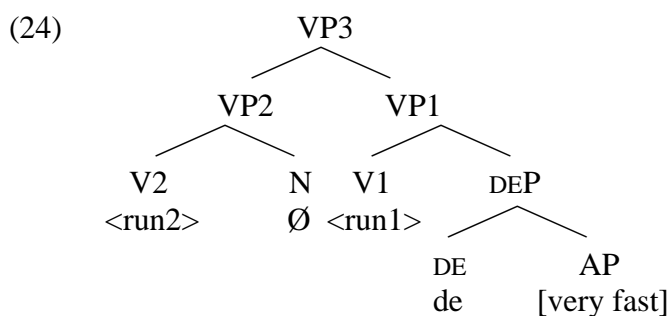 (24) VP3
VP2 VP1
V2 N V1 DEP
<run2> Ø <run1>
DE AP
de [very fast]